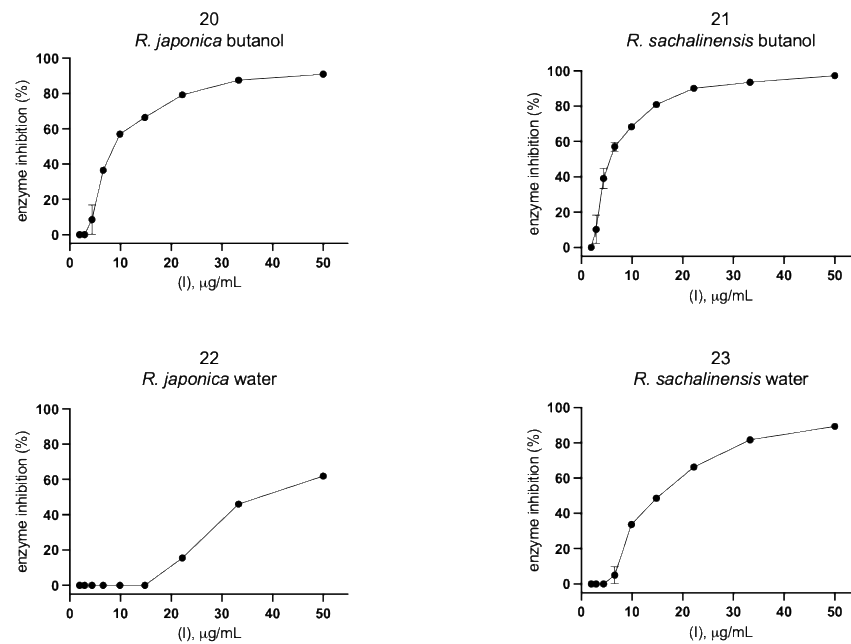 20
R. japonica butanol
enzyme inhibition (%)
100
80
60
40
20
0
0 10 20 30 40 50
(I), μg/mL
21
R. sachalinensis butanol
enzyme inhibition (%)
100
80
60
40
20
0
0 10 20 30 40 50
(I), μg/mL
22
R. japonica water
enzyme inhibition (%)
100
80
60
40
20
0
0 10 20 30 40 50
(I), μg/mL
23
R. sachalinensis water
enzyme inhibition (%)
100
80
60
40
20
0
0 10 20 30 40 50
(I), μg/mL